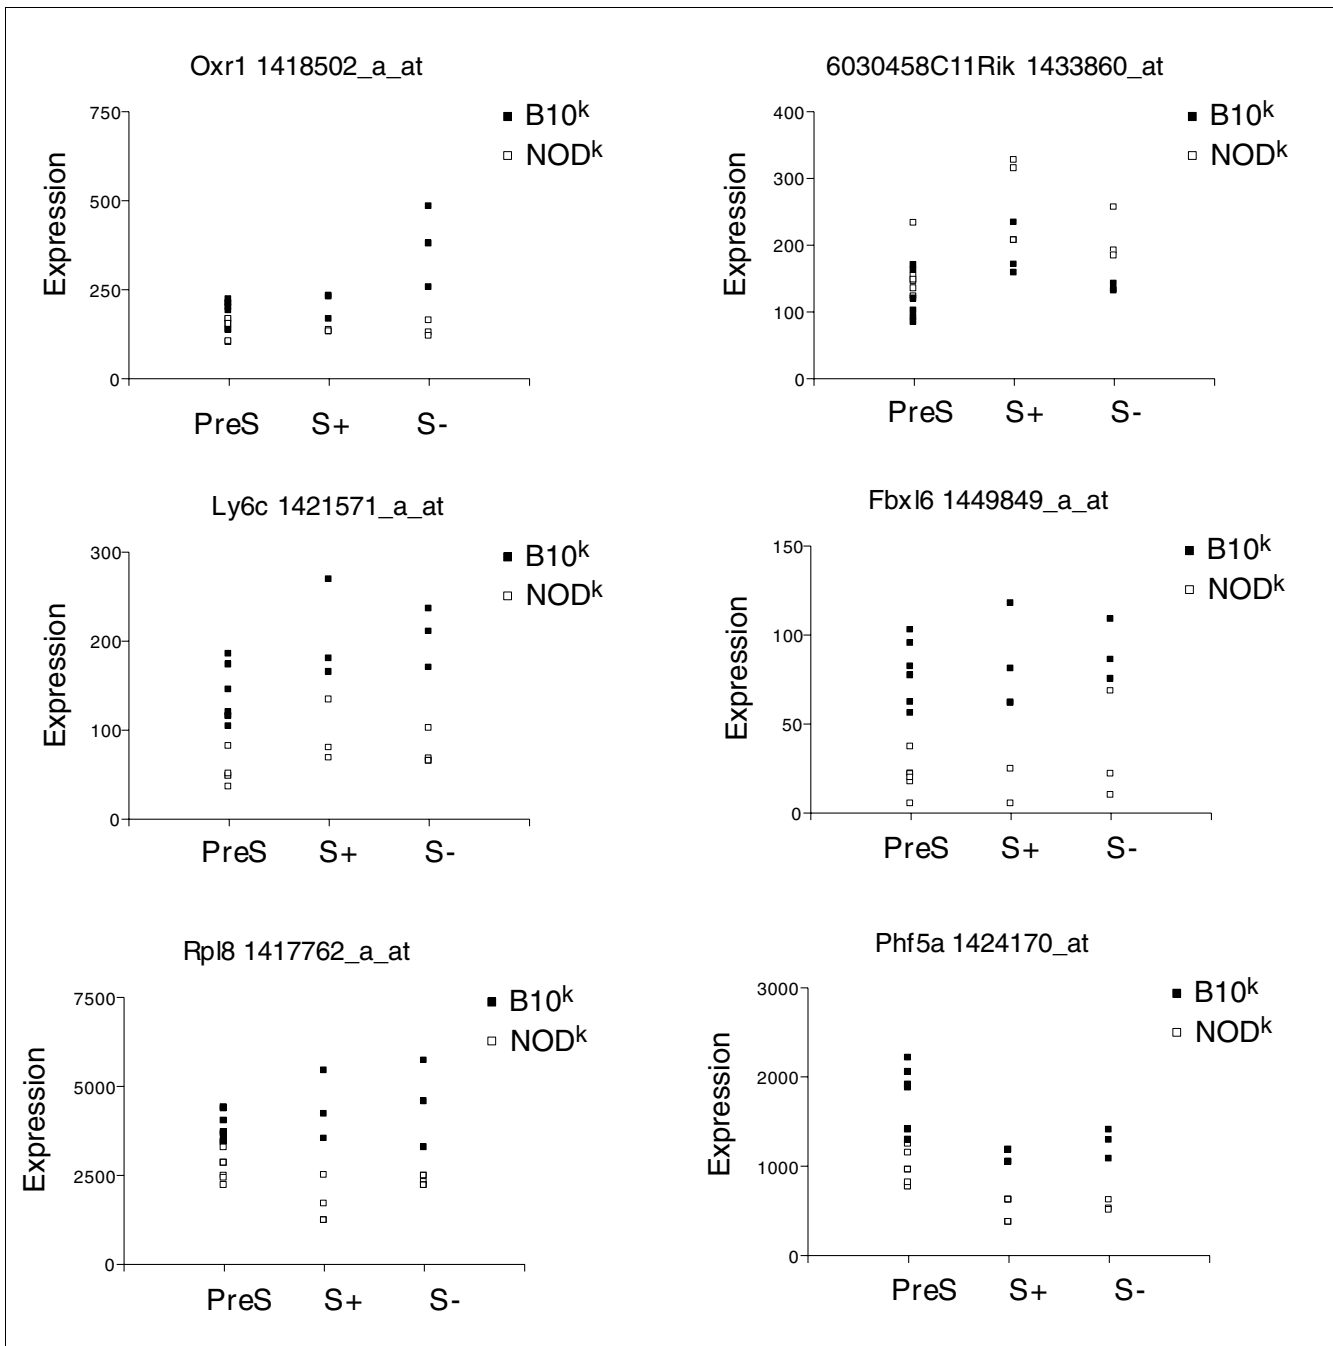 Oxr1 1418502_a_at
750
500
250
0
Expression
B10k
NODk
PreS S+ S-
6030458C11Rik 1433860_at
400
300
200
100
0
Expression
B10k
NODk
PreS S+ S-
Ly6c 1421571_a_at
300
200
100
0
Expression
B10k
NODk
PreS S+ S-
Fbxl6 1449849_a_at
150
100
50
0
Expression
B10k
NODk
PreS S+ S-
Rpl8 1417762_a_at
7500
5000
2500
0
Expression
B10k
NODk
PreS S+ S-
Phf5a 1424170_at
3000
2000
1000
0
Expression
B10k
NODk
PreS S+ S-